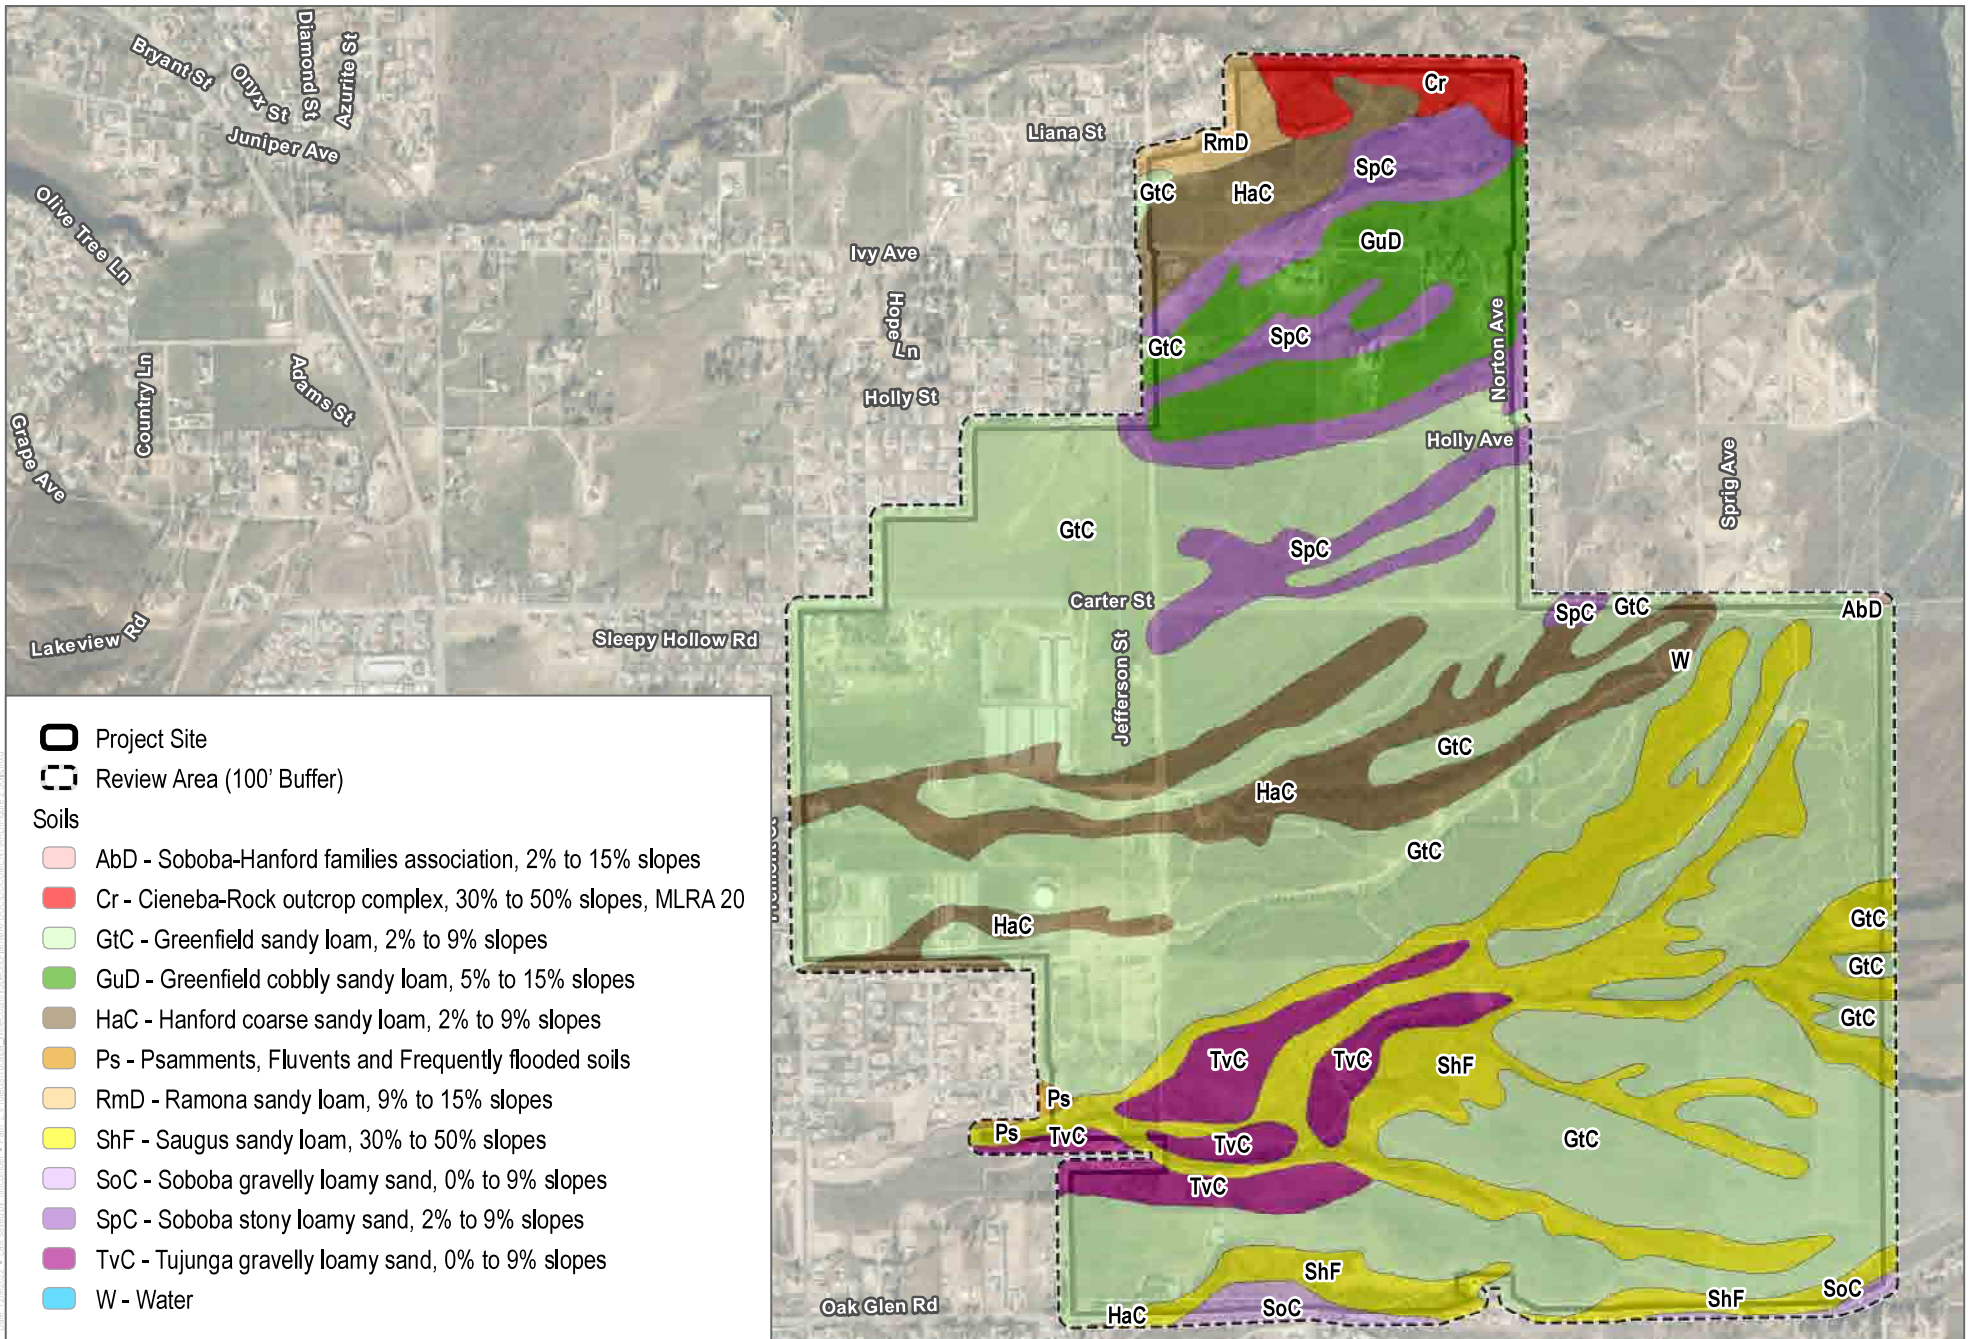 Bryant St
Onyx St
Diamond St
Azurite St
Juniper Ave
Olive Tree Ln
Country Ln
Adams St
Grape Ave
Lakeview Rd
Sleepy Hollow Rd
Liana St
Ivy Ave
Hope Ln
Holly St
Norton Ave
Holly Ave
Sprig Ave
Carter St
Jefferson St
Oak Glen Rd
Cr
RmD
SpC
GtC
HaC
GuD
SpC
GtC
GtC
SpC
SpC
GtC
AbD
W
GtC
HaC
GtC
HaC
GtC
GtC
GtC
TvC
TvC
ShF
Ps
Ps
TvC
TvC
GtC
TvC
ShF
SoC
HaC
ShF
SoC
Project Site
Review Area (100' Buffer)
Soils
AbD - Soboba-Hanford families association, 2% to 15% slopes
Cr - Cieneba-Rock outcrop complex, 30% to 50% slopes, MLRA 20
GtC - Greenfield sandy loam, 2% to 9% slopes
GuD - Greenfield cobbly sandy loam, 5% to 15% slopes
HaC - Hanford coarse sandy loam, 2% to 9% slopes
Ps - Psamments, Fluvents and Frequently flooded soils
RmD - Ramona sandy loam, 9% to 15% slopes
ShF - Saugus sandy loam, 30% to 50% slopes
SoC - Soboba gravelly loamy sand, 0% to 9% slopes
SpC - Soboba stony loamy sand, 2% to 9% slopes
TvC - Tujunga gravelly loamy sand, 0% to 9% slopes
W - Water